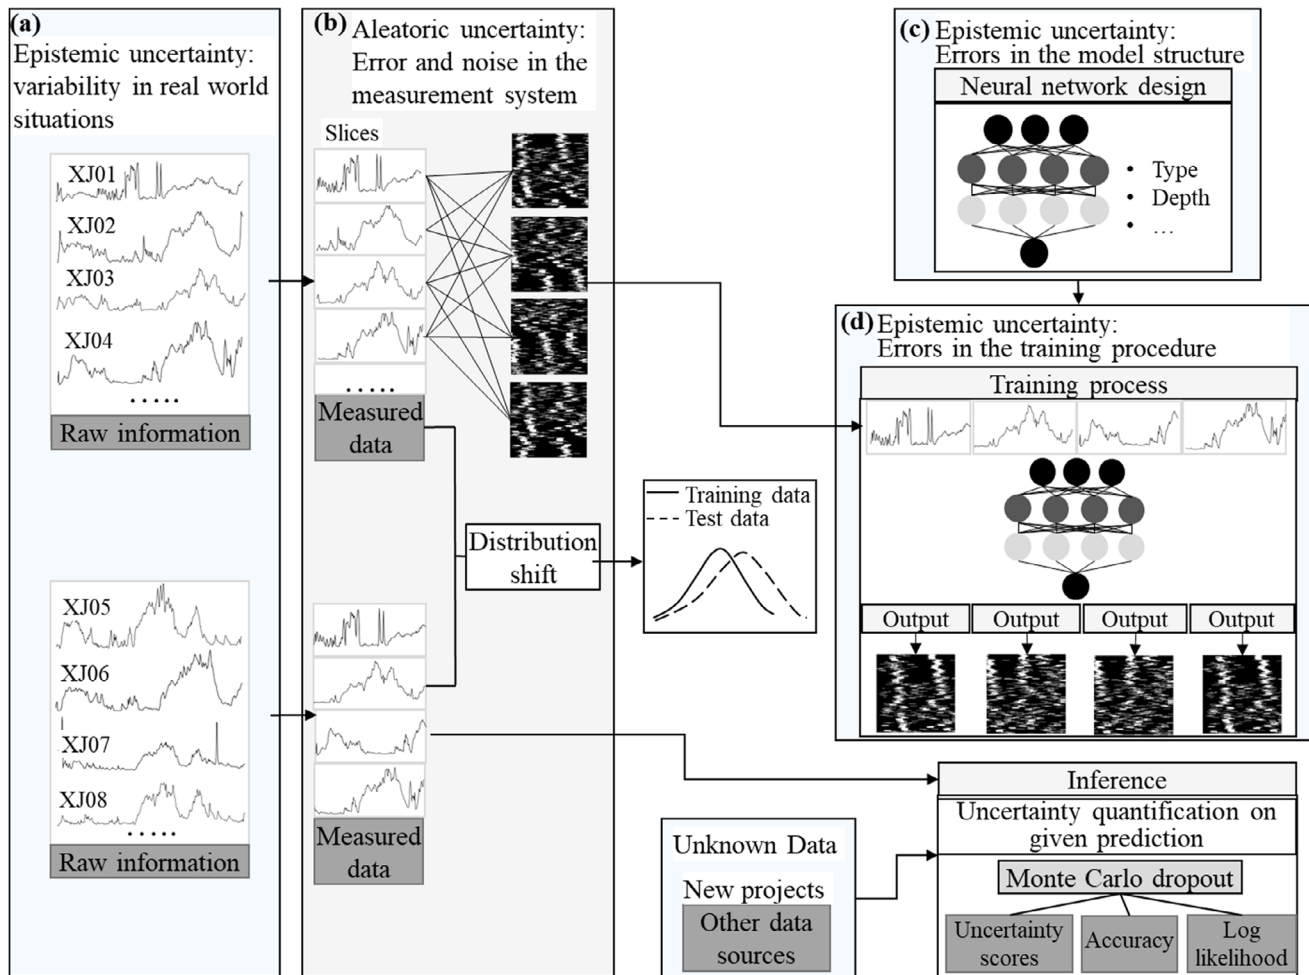 (a)
Epistemic uncertainty:
variability in real world
situations
XJ01
XJ02
XJ03
XJ04
.....
Raw information
XJ05
XJ06
XJ07
XJ08
.....
Raw information
(b) Aleatoric uncertainty:
Error and noise in the
measurement system
Slices
.....
Measured
data
Distribution
shift
Training data
Test data
Measured
data
(c) Epistemic uncertainty:
Errors in the model structure
Neural network design
• Type
• Depth
• ...
(d) Epistemic uncertainty:
Errors in the training procedure
Training process
Output Output Output Output
Unknown Data
New projects
Other data
sources
Inference
Uncertainty quantification on
given prediction
Monte Carlo dropout
Uncertainty
scores
Accuracy
Log
likelihood